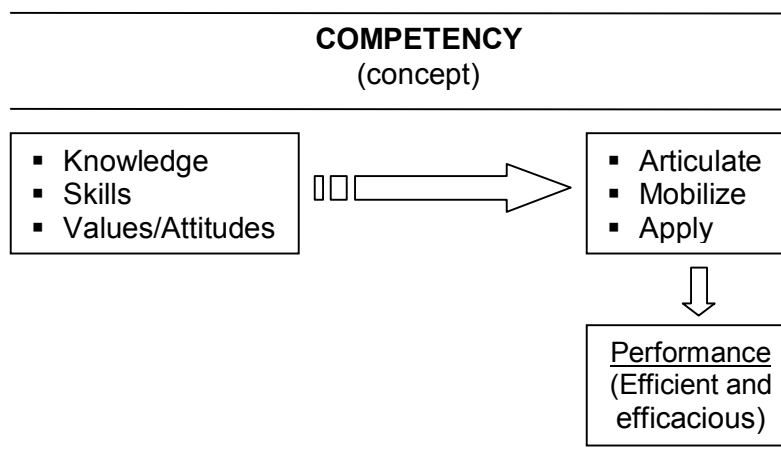 COMPETENCY
(concept)
▪ Knowledge
▪ Skills
▪ Values/Attitudes
▪ Articulate
▪ Mobilize
▪ Apply
Performance
(Efficient and
efficacious)